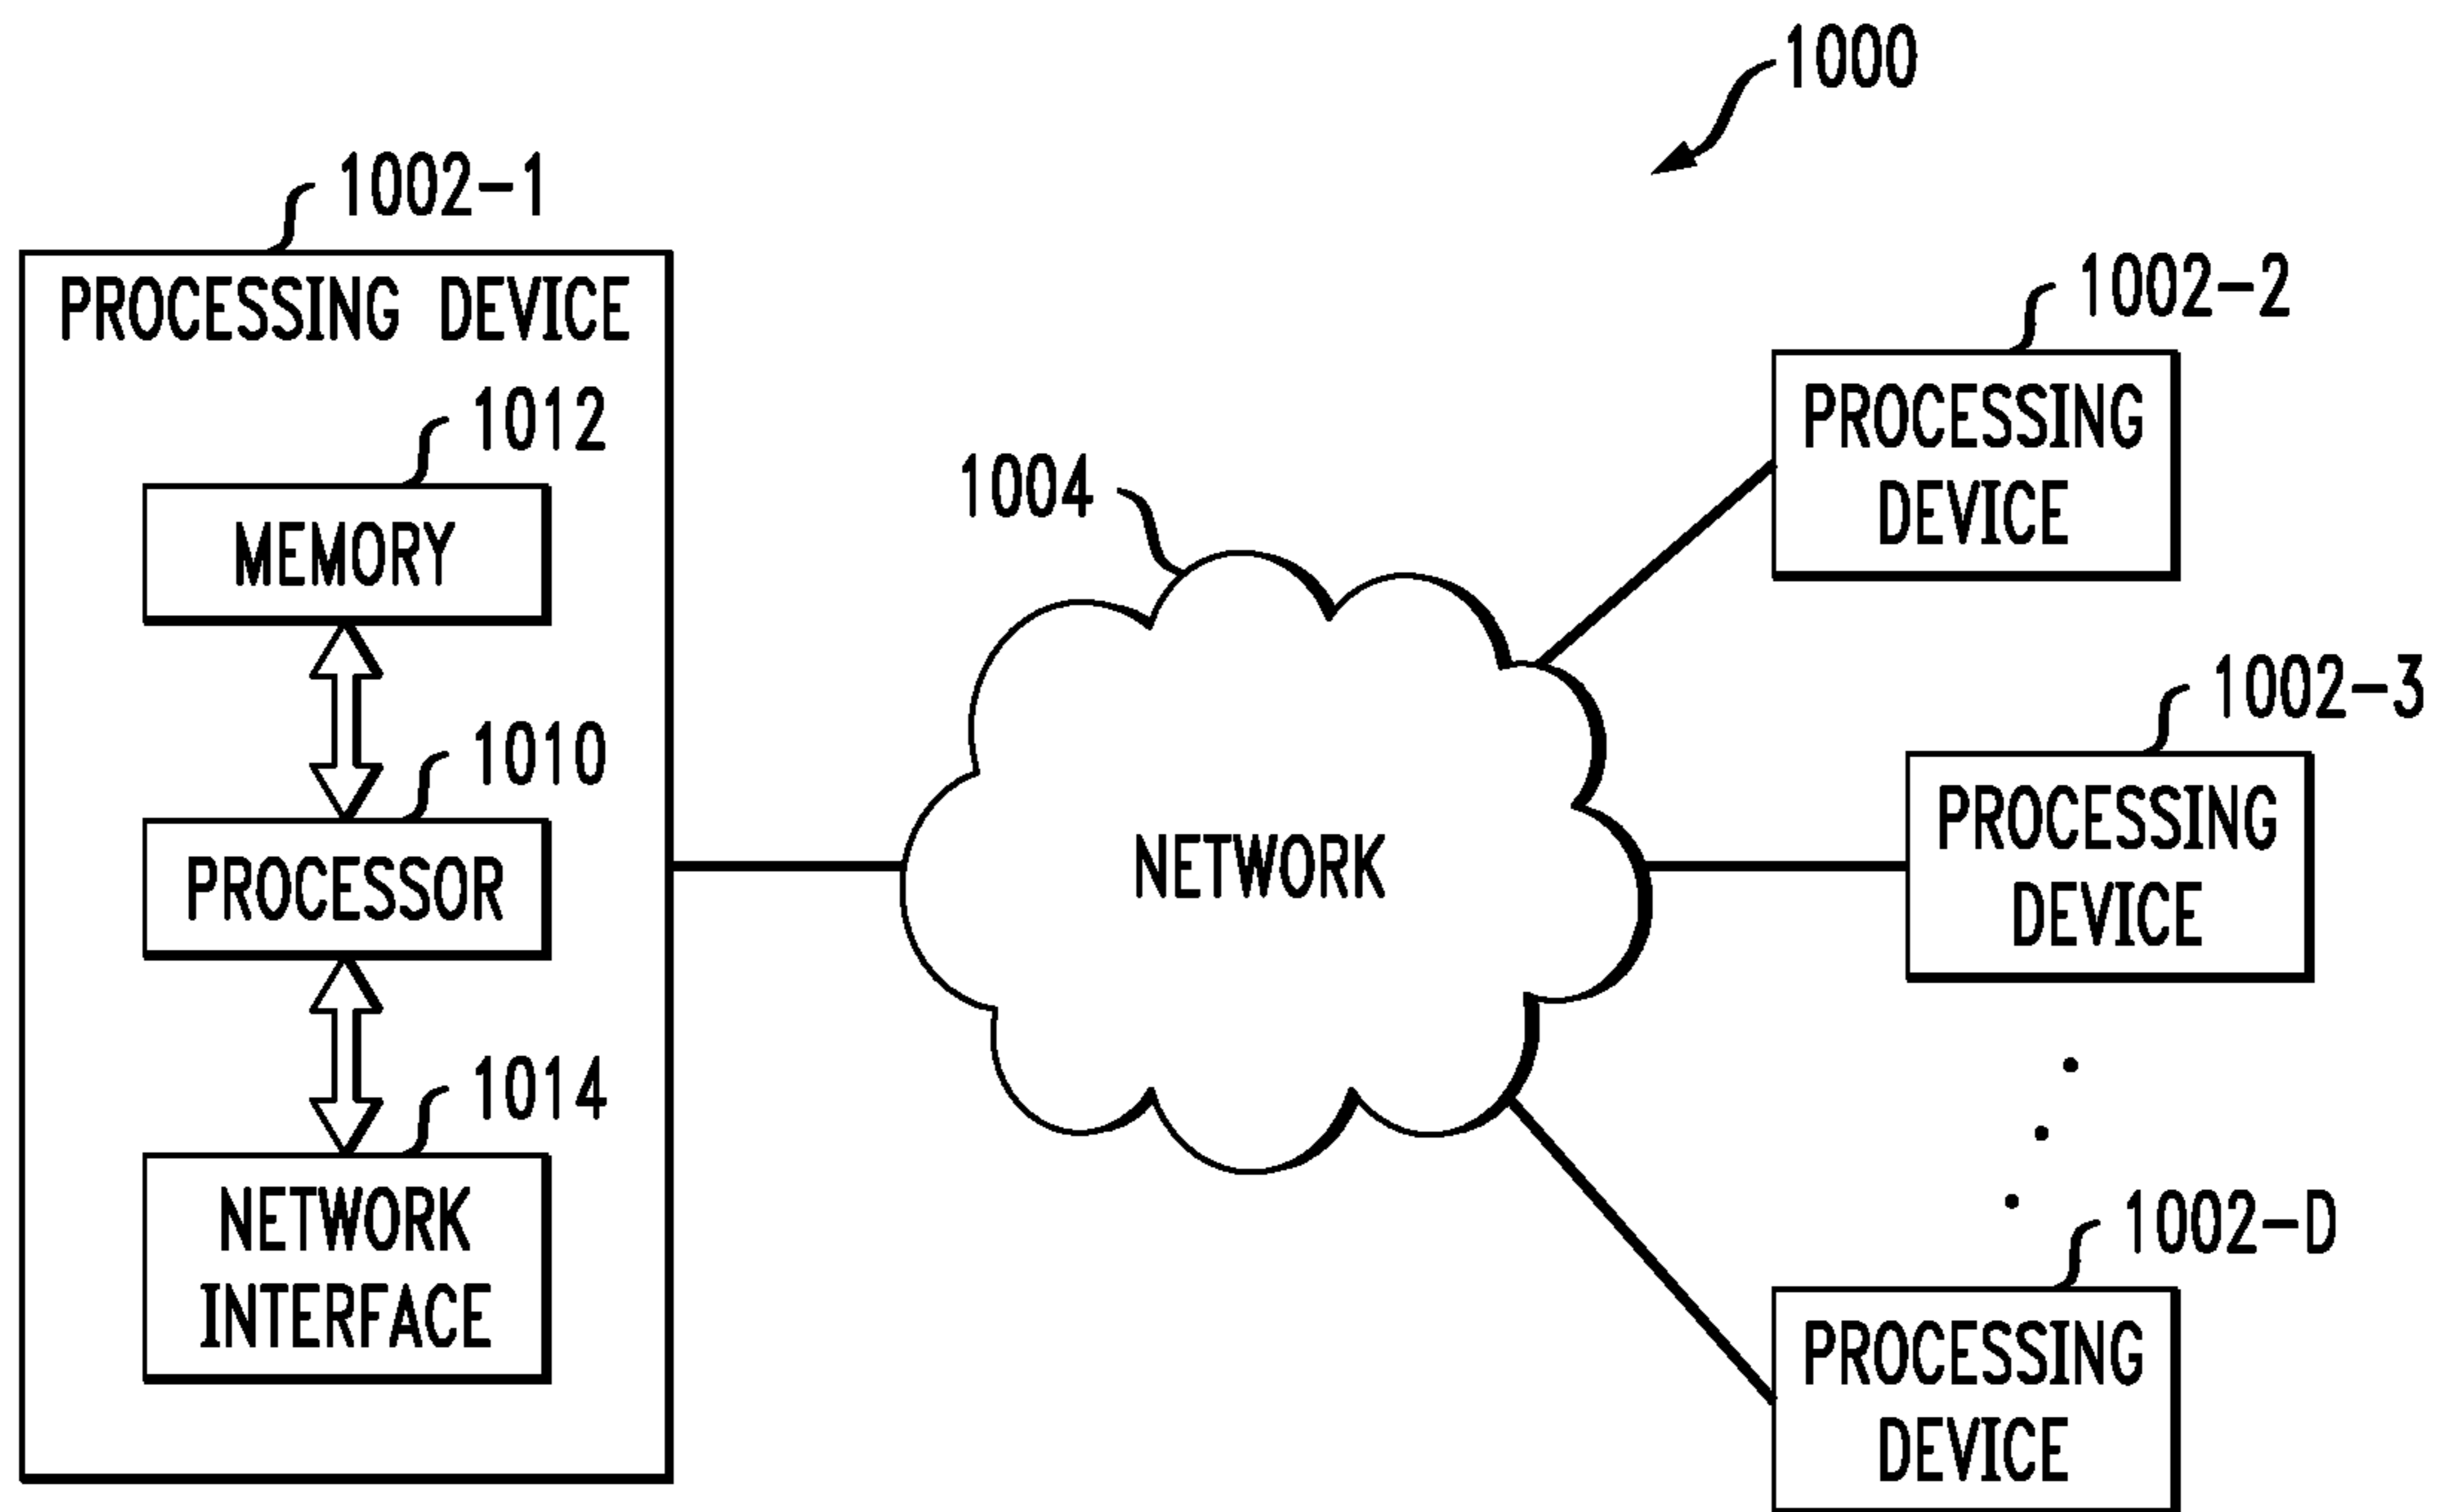 1000
1002-1
PROCESSING DEVICE
1012
MEMORY
1010
PROCESSOR
1014
NETWORK
INTERFACE
1004
NETWORK
1002-2
PROCESSING
DEVICE
1002-3
PROCESSING
DEVICE
1002-D
PROCESSING
DEVICE